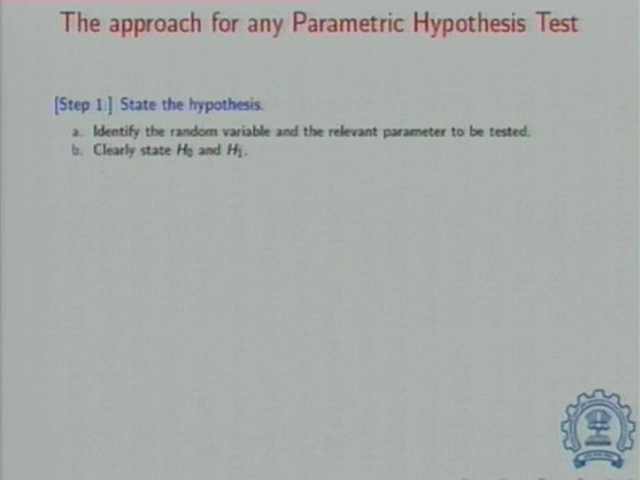 The approach for any Parametric Hypothesis Test
[Step 1.] State the hypothesis.
a. Identify the random variable and the relevant parameter to be tested.
b. Clearly state H₀ and H₁.